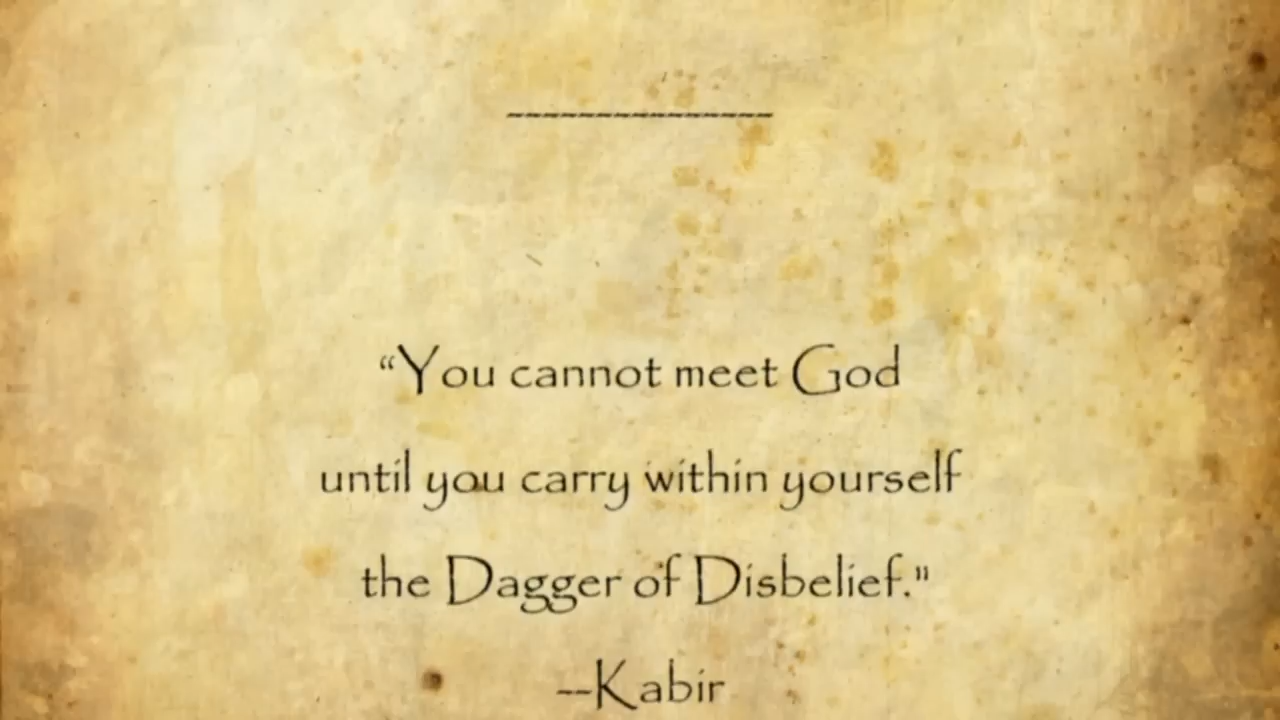 ~~~~~~~~~~~~~~~
“You cannot meet God
until you carry within yourself
the Dagger of Disbelief."
--Kabir